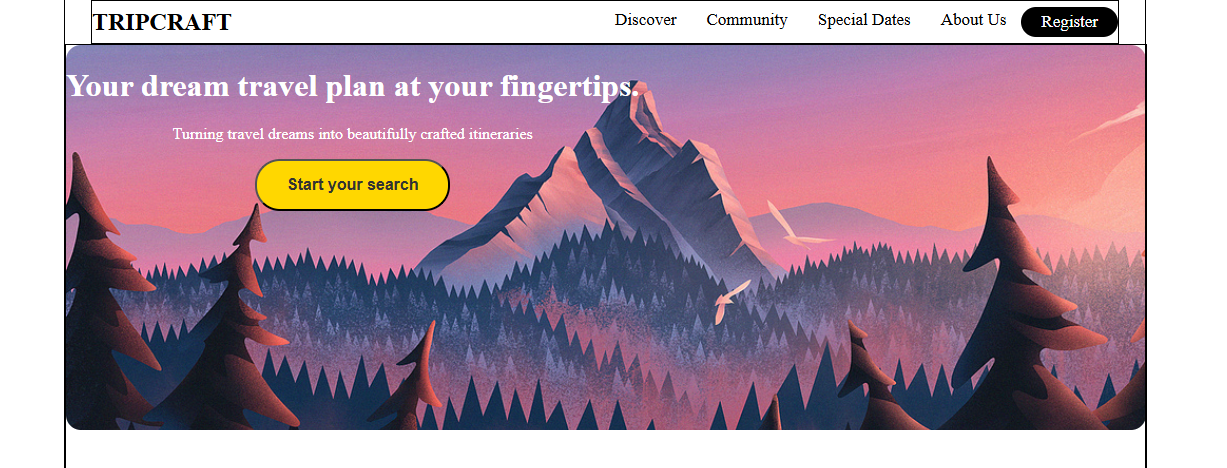 TRIPCRAFT
Discover Community Special Dates About Us Register
Your dream travel plan at your fingertips.
Turning travel dreams into beautifully crafted itineraries
Start your search